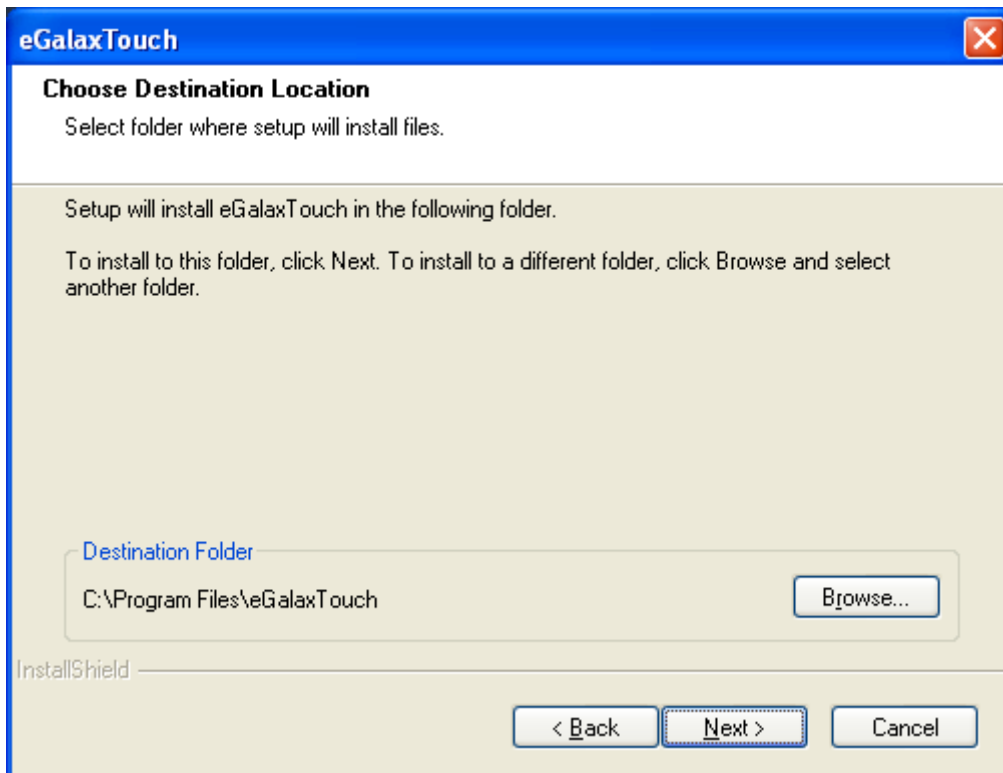 eGalaxTouch
Choose Destination Location
Select folder where setup will install files.
Setup will install eGalaxTouch in the following folder.
To install to this folder, click Next. To install to a different folder, click Browse and select
another folder.
Destination Folder
C:\Program Files\eGalaxTouch
Browse...
InstallShield
< Back
Next >
Cancel